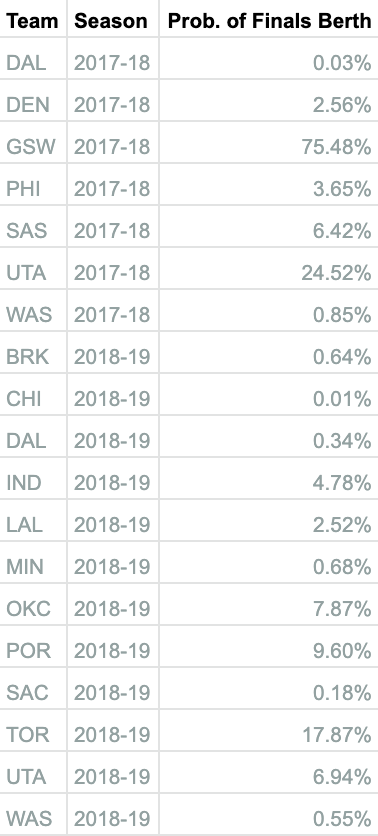 Team Season Prob. of Finals Berth
DAL 2017-18 0.03%
DEN 2017-18 2.56%
GSW 2017-18 75.48%
PHI 2017-18 3.65%
SAS 2017-18 6.42%
UTA 2017-18 24.52%
WAS 2017-18 0.85%
BRK 2018-19 0.64%
CHI 2018-19 0.01%
DAL 2018-19 0.34%
IND 2018-19 4.78%
LAL 2018-19 2.52%
MIN 2018-19 0.68%
OKC 2018-19 7.87%
POR 2018-19 9.60%
SAC 2018-19 0.18%
TOR 2018-19 17.87%
UTA 2018-19 6.94%
WAS 2018-19 0.55%